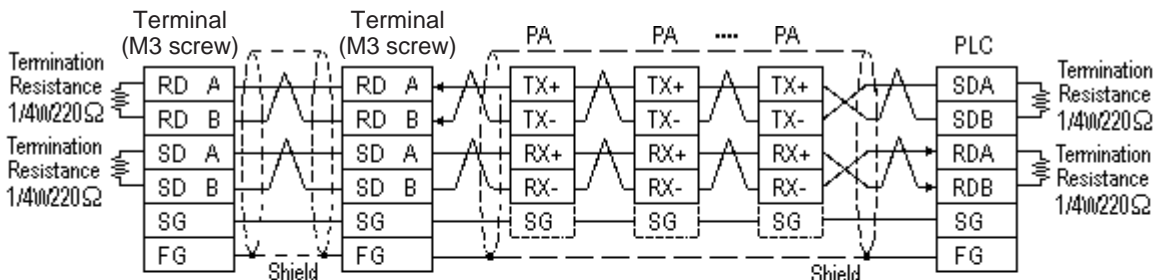 Terminal
(M3 screw)
Terminal
(M3 screw)
PA
PA
....
PA
PLC
Termination
Resistance
1/4W220Ω
Termination
Resistance
1/4W220Ω
RD A
RD B
SD A
SD B
SG
FG
Shield
RD A
RD B
SD A
SD B
SG
FG
TX+
TX-
RX+
RX-
SG
TX+
TX-
RX+
RX-
SG
TX+
TX-
RX+
RX-
SG
Shield
SDA
SDB
RDA
RDB
SG
FG
Termination
Resistance
1/4W220Ω
Termination
Resistance
1/4W220Ω